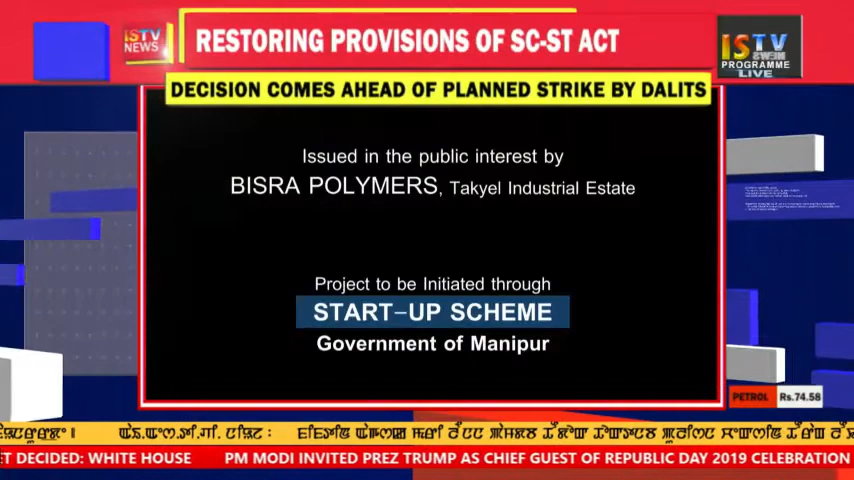 ISTV
NEWS
RESTORING PROVISIONS OF SC-ST ACT
ISTV
NEWS
PROGRAMME
LIVE
DECISION COMES AHEAD OF PLANNED STRIKE BY DALITS
Issued in the public interest by
BISRA POLYMERS, Takyel Industrial Estate
Project to be Initiated through
START-UP SCHEME
Government of Manipur
PETROL Rs.74.58
T DECIDED: WHITE HOUSE PM MODI INVITED PREZ TRUMP AS CHIEF GUEST OF REPUBLIC DAY 2019 CELEBRATION